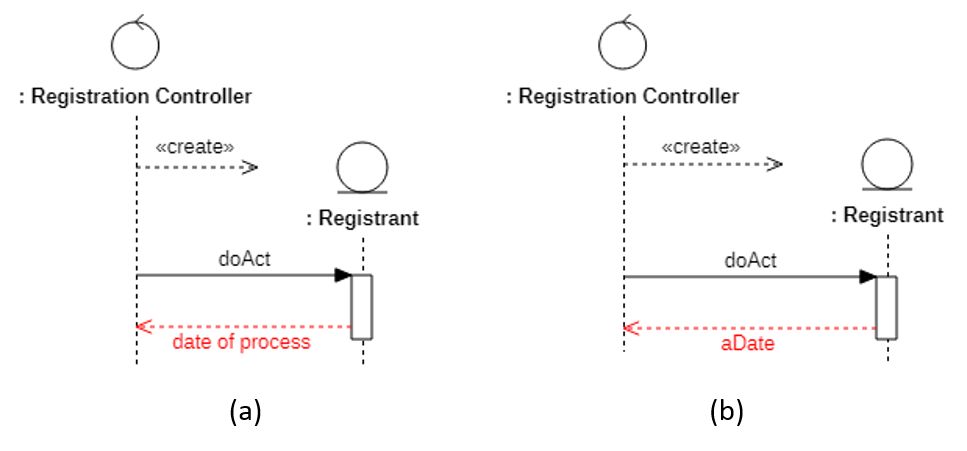 : Registration Controller
«create»
: Registrant
doAct
date of process
(a)
: Registration Controller
«create»
: Registrant
doAct
aDate
(b)